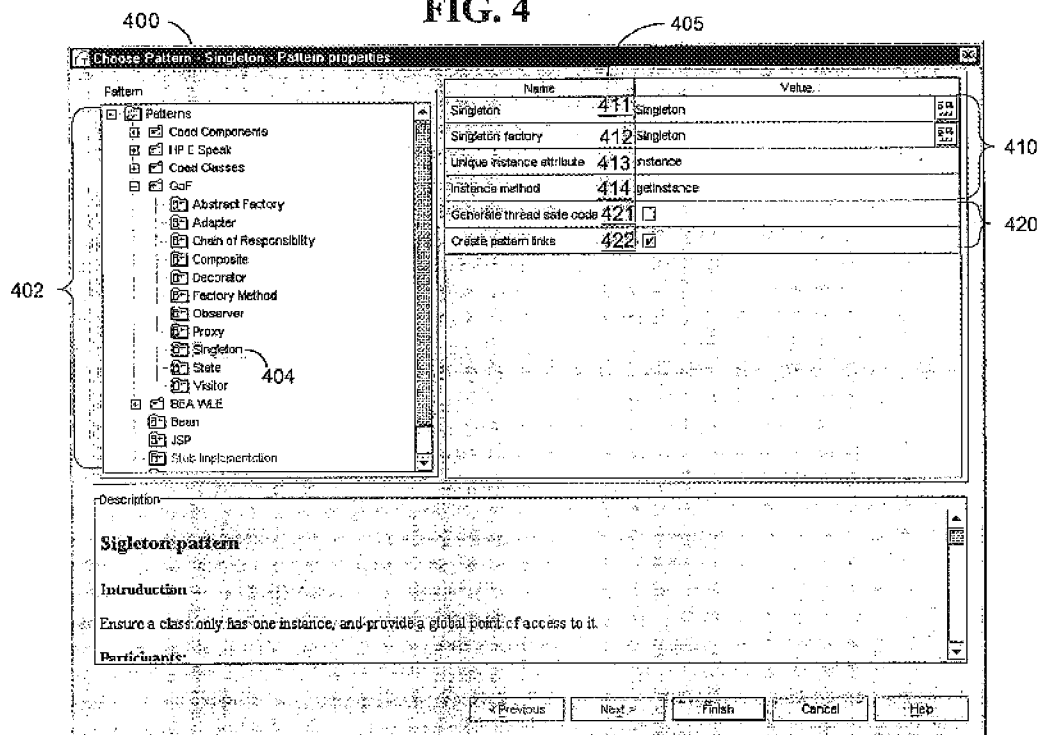 FIG. 4
400
405
Choose Pattern - Singleton - Pattern properties
Pattern
Patterns
Coad Components
HP E Speak
Coad Classes
GoF
Abstract Factory
Adapter
Chain of Responsibility
Composite
Decorator
Factory Method
Observer
Proxy
Singleton
State
Visitor
BEA WLE
Bean
JSP
Stub Implementation
402
404
Name Value
Singleton 411 Singleton
Singleton factory 412 Singleton
Unique instance attribute 413 instance
Instance method 414 getInstance
Generate thread safe code 421
Create pattern links 422
410
420
Description
Sigleton pattern
Intruduction
Ensure a class only has one instance, and provide a global point of access to it.
Participants:
< Previous Next > Finish Cancel Help